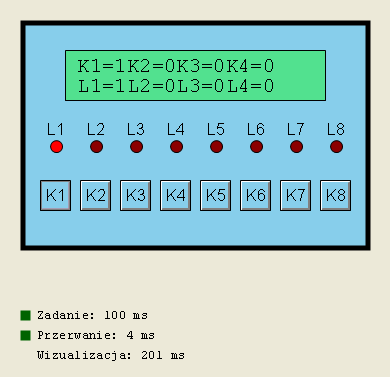 K1=1K2=0K3=0K4=0
L1=1L2=0L3=0L4=0
L1 L2 L3 L4 L5 L6 L7 L8
K1 K2 K3 K4 K5 K6 K7 K8
Zadanie: 100 ms
Przerwanie: 4 ms
Wizualizacja: 201 ms